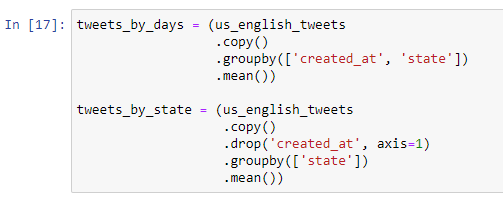 In [17]: tweets_by_days = (us_english_tweets
.copy()
.groupby(['created_at', 'state'])
.mean())
tweets_by_state = (us_english_tweets
.copy()
.drop('created_at', axis=1)
.groupby(['state'])
.mean())